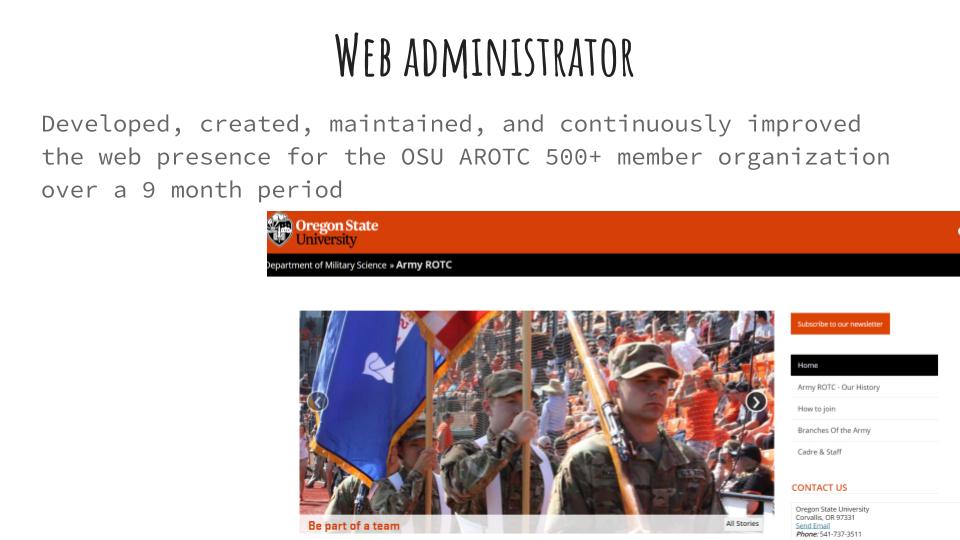 Web administrator
Developed, created, maintained, and continuously improved
the web presence for the OSU AROTC 500+ member organization
over a 9 month period
Oregon State
University
Department of Military Science » Army ROTC
Subscribe to our newsletter
Home
Army ROTC - Our History
How to join
Branches Of the Army
Cadre & Staff
Be part of a team
All Stories
CONTACT US
Oregon State University
Corvallis, OR 97331
Send Email
Phone: 541-737-3511